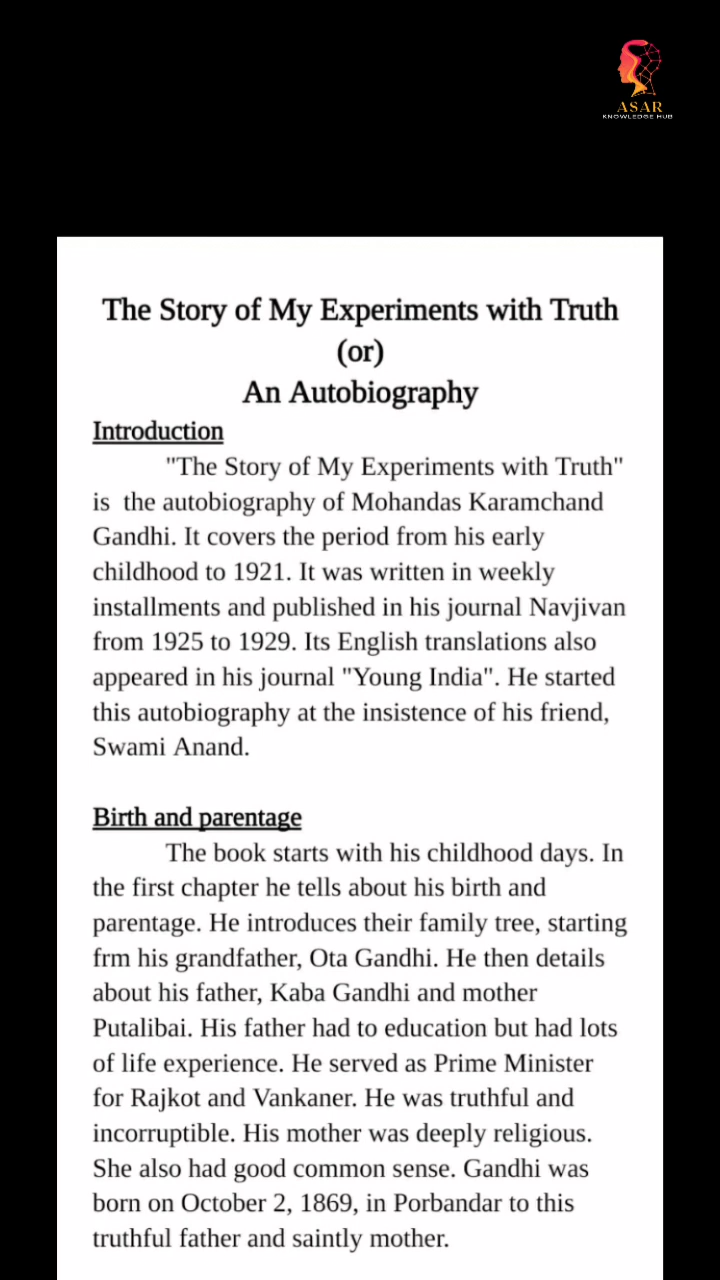 ASAR
KNOWLEDGE HUB
The Story of My Experiments with Truth
(or)
An Autobiography
Introduction
"The Story of My Experiments with Truth"
is the autobiography of Mohandas Karamchand
Gandhi. It covers the period from his early
childhood to 1921. It was written in weekly
installments and published in his journal Navjivan
from 1925 to 1929. Its English translations also
appeared in his journal "Young India". He started
this autobiography at the insistence of his friend,
Swami Anand.
Birth and parentage
The book starts with his childhood days. In
the first chapter he tells about his birth and
parentage. He introduces their family tree, starting
frm his grandfather, Ota Gandhi. He then details
about his father, Kaba Gandhi and mother
Putalibai. His father had to education but had lots
of life experience. He served as Prime Minister
for Rajkot and Vankaner. He was truthful and
incorruptible. His mother was deeply religious.
She also had good common sense. Gandhi was
born on October 2, 1869, in Porbandar to this
truthful father and saintly mother.